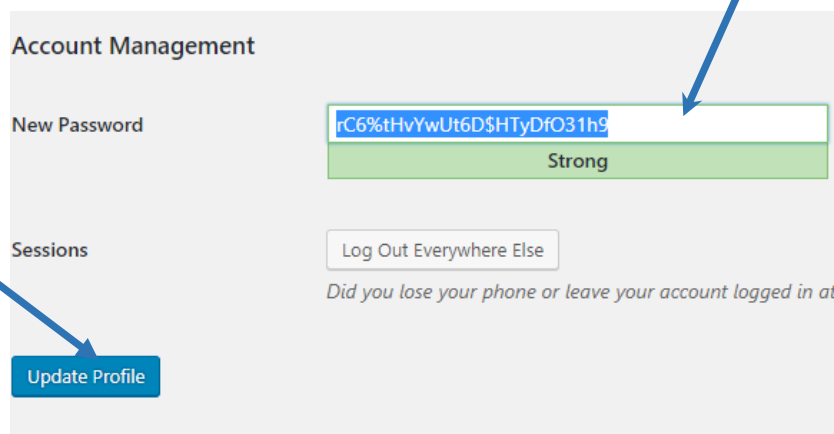 Account Management
New Password
rC6%tHvYwUt6D$HTyDfO31h9
Strong
Sessions
Log Out Everywhere Else
Did you lose your phone or leave your account logged in at
Update Profile